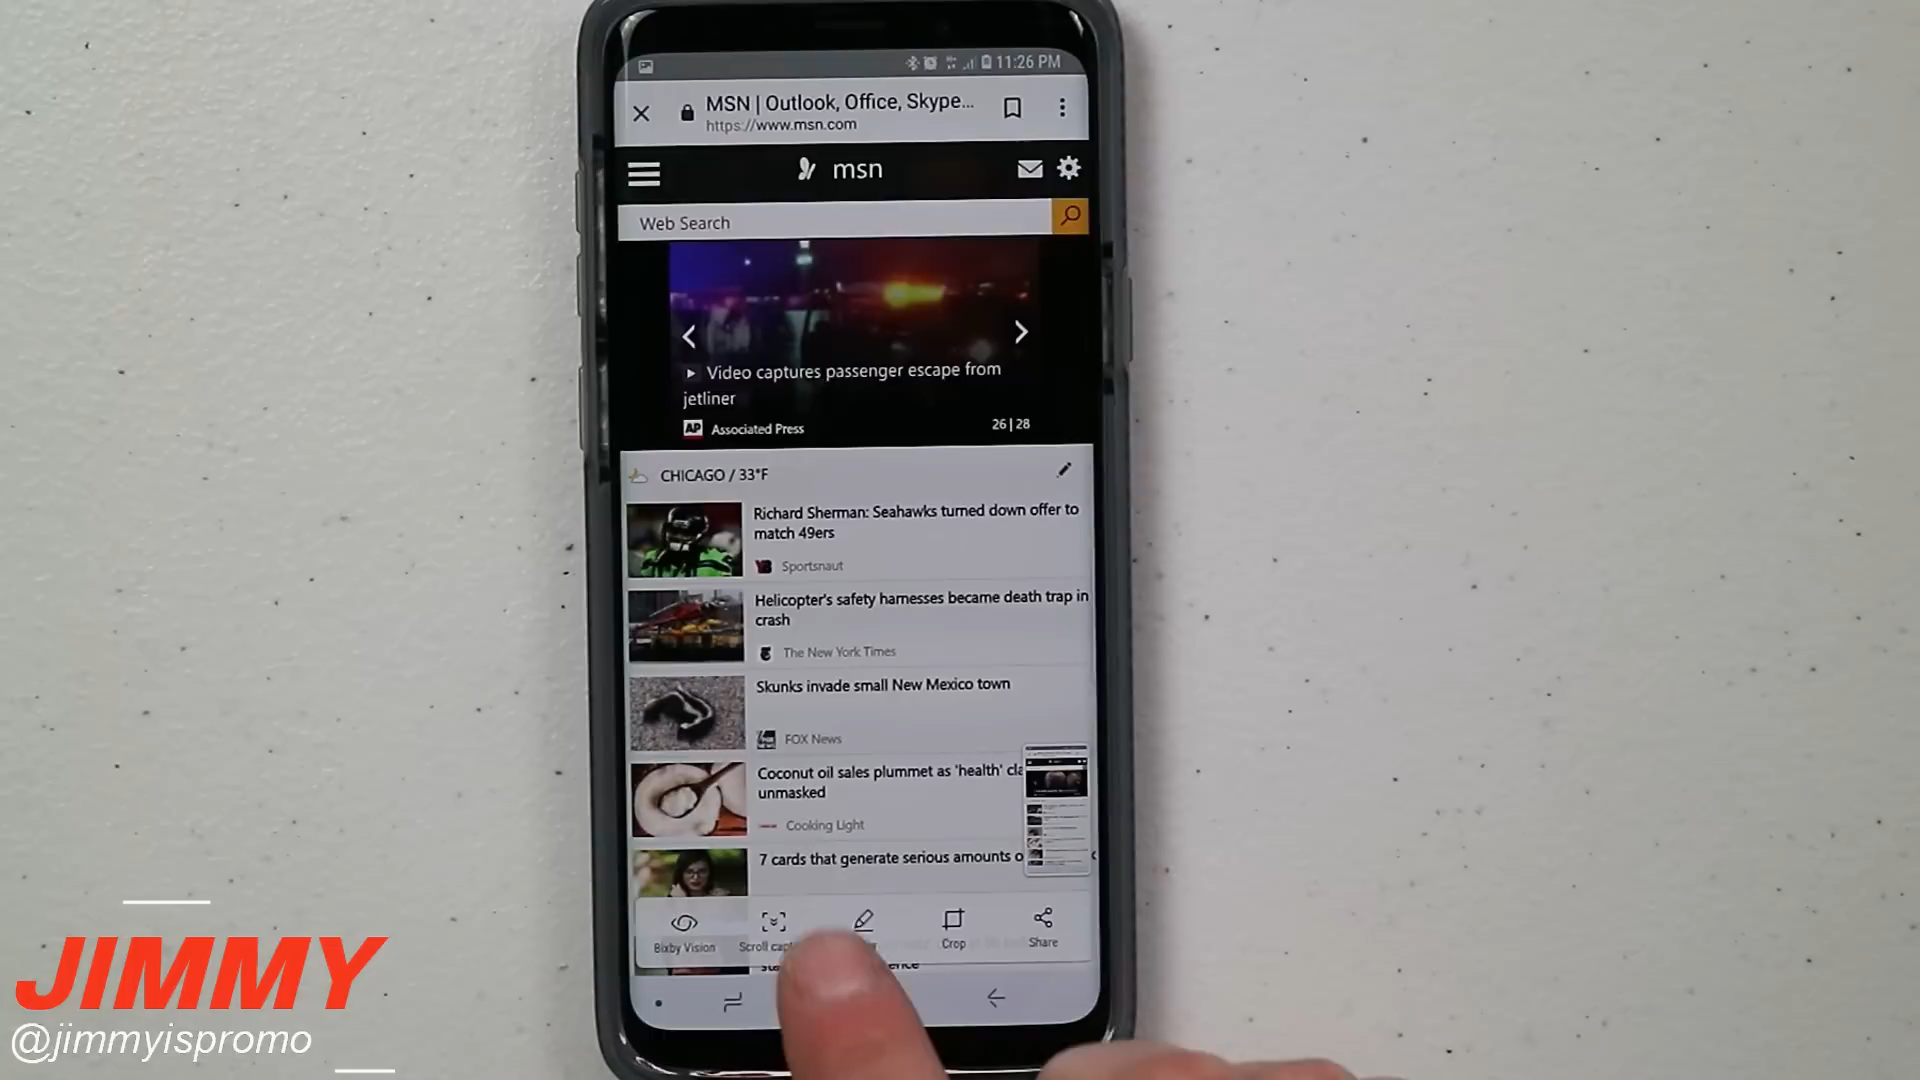 11:26 PM
MSN | Outlook, Office, Skype...
https://www.msn.com
msn
Web Search
Video captures passenger escape from
jetliner
AP Associated Press
26|28
CHICAGO / 33°F
Richard Sherman: Seahawks turned down offer to
match 49ers
Sportsnaut
Helicopter's safety harnesses became death trap in
crash
The New York Times
Skunks invade small New Mexico town
FOX News
Coconut oil sales plummet as 'health' cla
unmasked
Cooking Light
7 cards that generate serious amounts o
Bixby Vision
Scroll capt
Crop
Share
JIMMY
@jimmyispromo